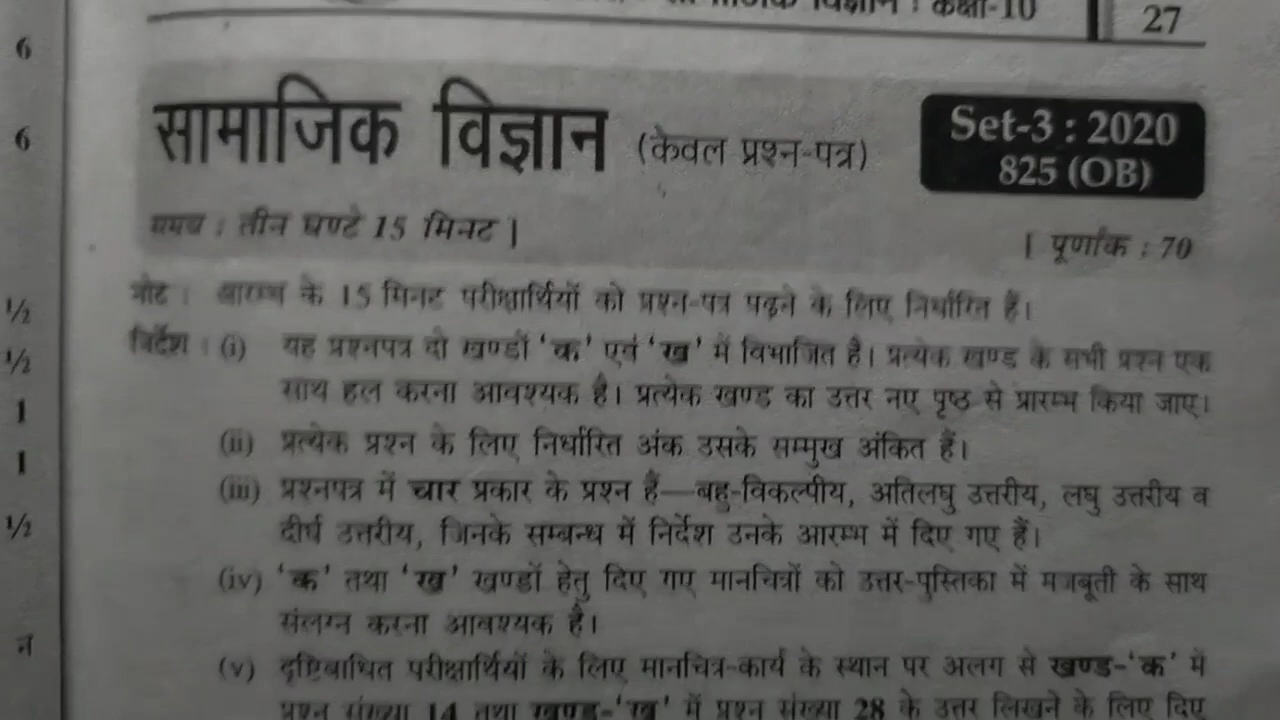 विज्ञान : कक्षा-10
27
6
6
सामाजिक विज्ञान (केवल प्रश्न-पत्र)
Set-3 : 2020
825 (OB)
समय : तीन घण्टे 15 मिनट ]
[ पूर्णांक : 70
नोट : आरम्भ के 15 मिनट परीक्षार्थियों को प्रश्न-पत्र पढ़ने के लिए निर्धारित हैं।
निर्देश : (i) यह प्रश्नपत्र दो खण्डों ‘क’ एवं ‘ख’ में विभाजित है। प्रत्येक खण्ड के सभी प्रश्न एक
साथ हल करना आवश्यक है। प्रत्येक खण्ड का उत्तर नए पृष्ठ से प्रारम्भ किया जाए।
(ii) प्रत्येक प्रश्न के लिए निर्धारित अंक उसके सम्मुख अंकित हैं।
(iii) प्रश्नपत्र में चार प्रकार के प्रश्न हैं—बहु-विकल्पीय, अतिलघु उत्तरीय, लघु उत्तरीय व
दीर्घ उत्तरीय, जिनके सम्बन्ध में निर्देश उनके आरम्भ में दिए गए हैं।
(iv) ‘क’ तथा ‘ख’ खण्डों हेतु दिए गए मानचित्रों को उत्तर-पुस्तिका में मजबूती के साथ
संलग्न करना आवश्यक है।
(v) दृष्टिबाधित परीक्षार्थियों के लिए मानचित्र-कार्य के स्थान पर अलग से खण्ड-‘क’ में
प्रश्न संख्या 14 तथा खण्ड-‘ख’ में प्रश्न संख्या 28 के उत्तर लिखने के लिए दिए
½
½
1
1
½
न